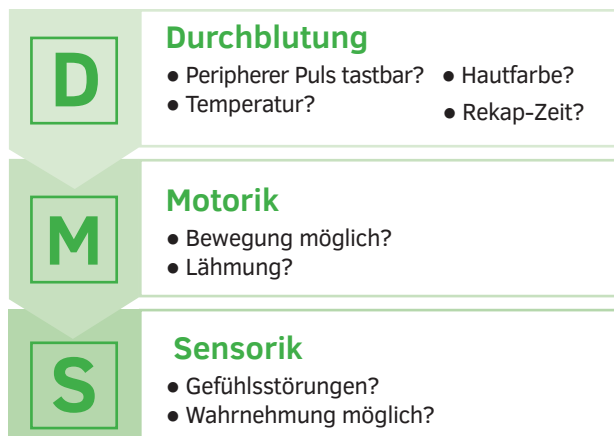 D
Durchblutung
● Peripherer Puls tastbar? ● Hautfarbe?
● Temperatur? ● Rekap-Zeit?
M
Motorik
● Bewegung möglich?
● Lähmung?
S
Sensorik
● Gefühlsstörungen?
● Wahrnehmung möglich?